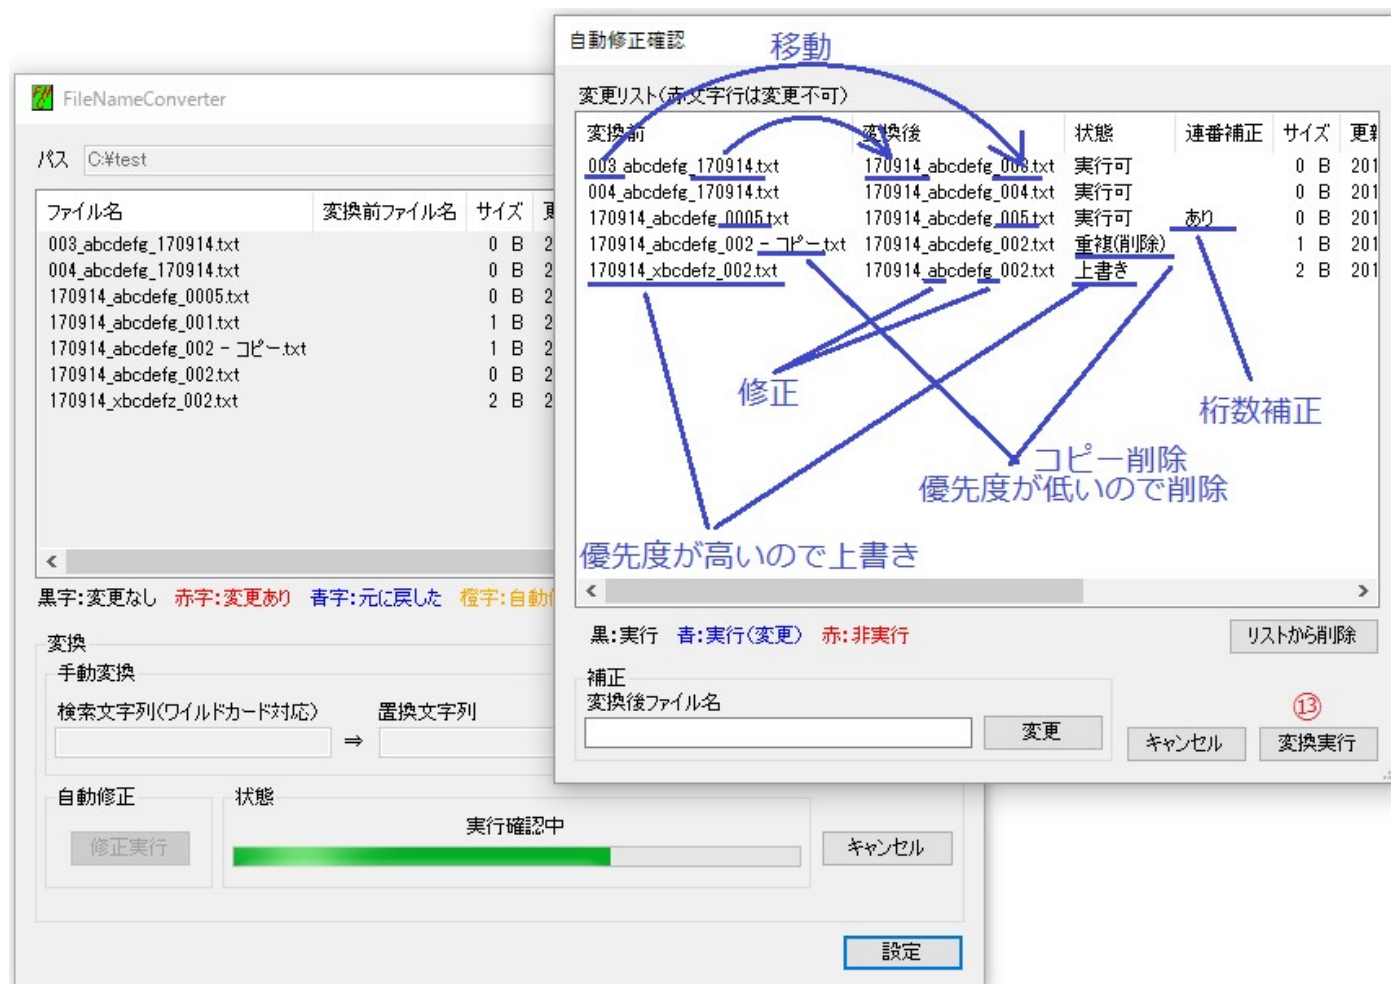 FileNameConverter
パス C:¥test
ファイル名 変換前ファイル名 サイズ 更
003_abcdefg_170914.txt 0 B 2
004_abcdefg_170914.txt 0 B 2
170914_abcdefg_0005.txt 0 B 2
170914_abcdefg_001.txt 1 B 2
170914_abcdefg_002 - コピー.txt 1 B 2
170914_abcdefg_002.txt 0 B 2
170914_xbcdefz_002.txt 2 B 2
黒字:変更なし 赤字:変更あり 青字:元に戻した 橙字:自動
変換
手動変換
検索文字列(ワイルドカード対応) 置換文字列
⇒
自動修正 状態
修正実行
実行確認中
キャンセル
設定
自動修正確認
移動
変更リスト(赤文字行は変更不可)
変換前 変換後 状態 連番補正 サイズ 更新
003_abcdefg_170914.txt 170914_abcdefg_003.txt 実行可 0 B 201
004_abcdefg_170914.txt 170914_abcdefg_004.txt 実行可 0 B 201
170914_abcdefg_0005.txt 170914_abcdefg_005.txt 実行可 あり 0 B 201
170914_abcdefg_002 - コピー.txt 170914_abcdefg_002.txt 重複(削除) 1 B 201
170914_xbcdefz_002.txt 170914_abcdefg_002.txt 上書き 2 B 201
修正
桁数補正
コピー削除
優先度が低いので削除
優先度が高いので上書き
黒:実行 青:実行(変更) 赤:非実行
リストから削除
補正
変換後ファイル名
変更
⑬
キャンセル
変換実行